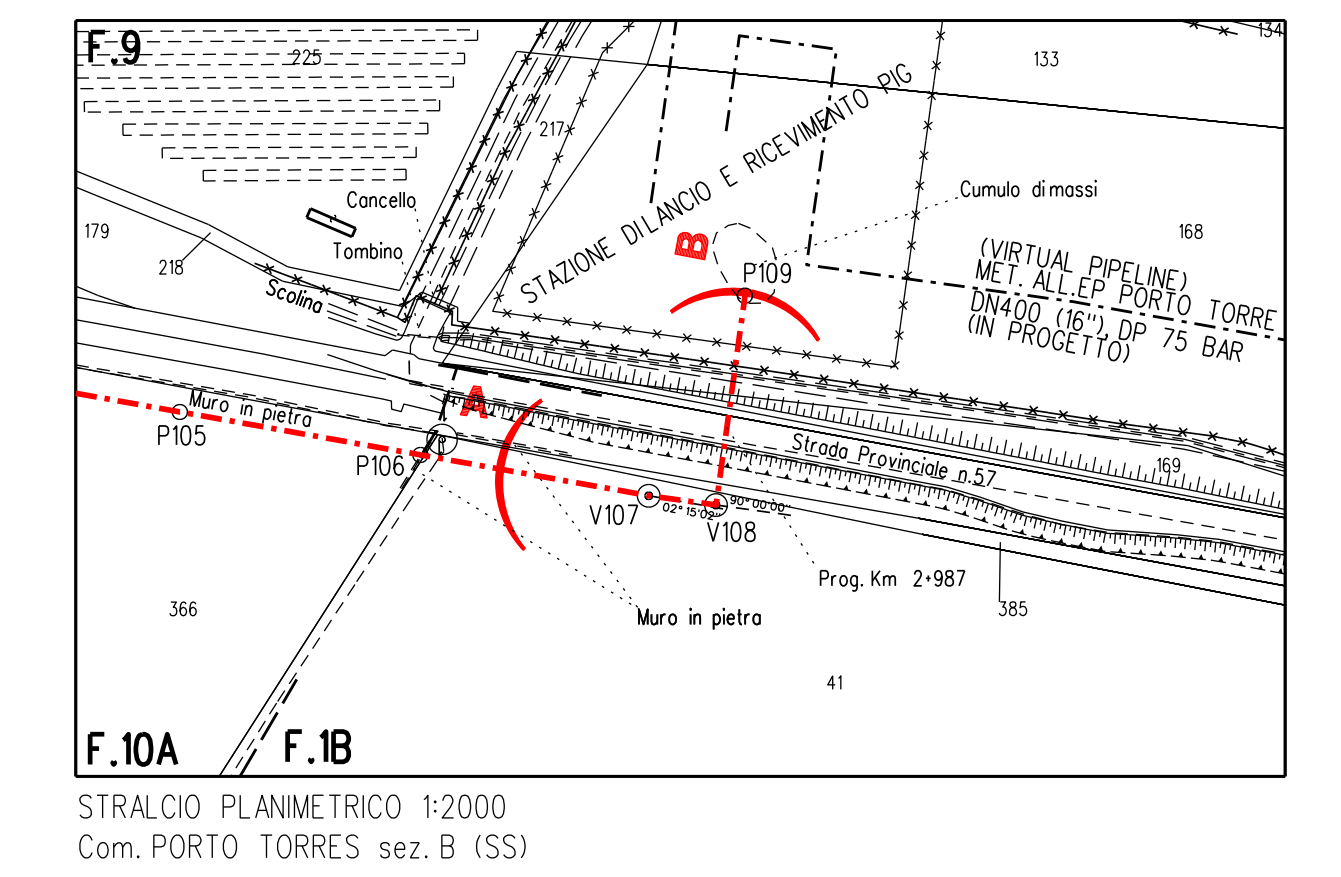 F.9
225
134
133
217
STAZIONE DI LANCIO E RICEVIMENTO PIG
Cancello
Cumulo di massi
179
168
218
Tombino
B
P109
(VIRTUAL PIPELINE)
MET. ALL.EP PORTO TORRE
DN400 (16"), DP 75 BAR
(IN PROGETTO)
Scolina
A
Muro in pietra
P105
P106
Strada Provinciale n.57
169
V107
02° 15'02"
90° 00'00"
V108
Prog. Km 2+987
366
385
Muro in pietra
41
F.10A
F.1B
STRALCIO PLANIMETRICO 1:2000
Com. PORTO TORRES sez. B (SS)